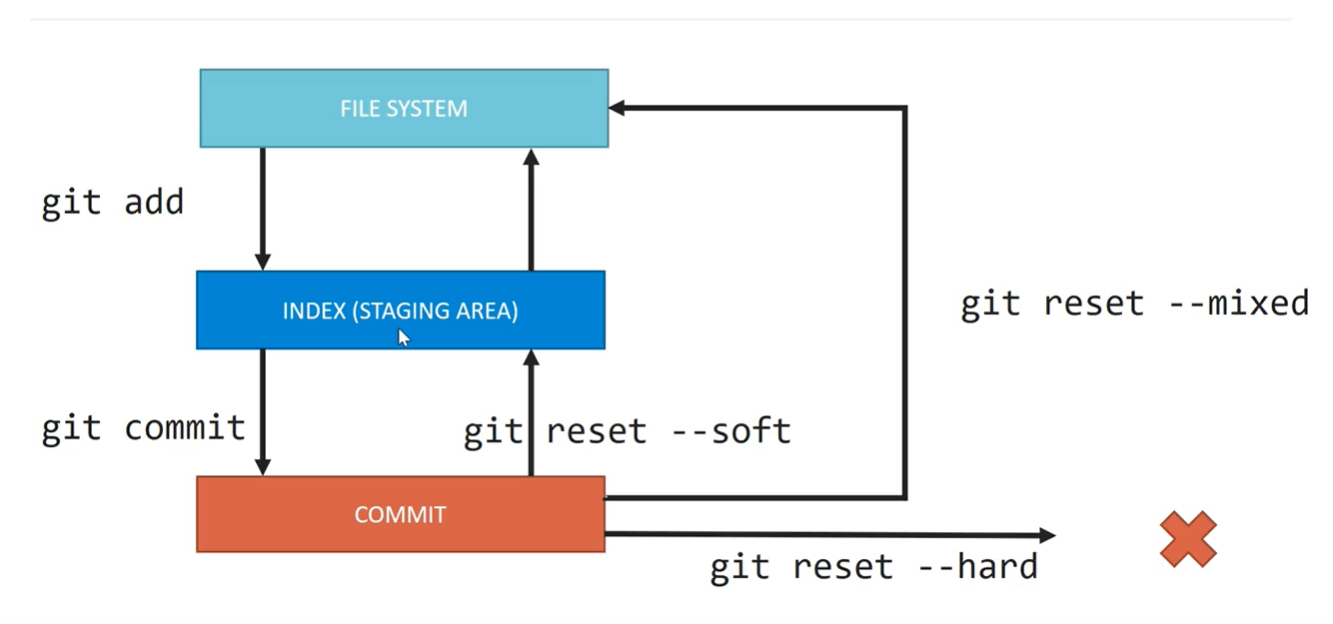 FILE SYSTEM
git add
INDEX (STAGING AREA)
git reset --mixed
git commit
git reset --soft
COMMIT
git reset --hard